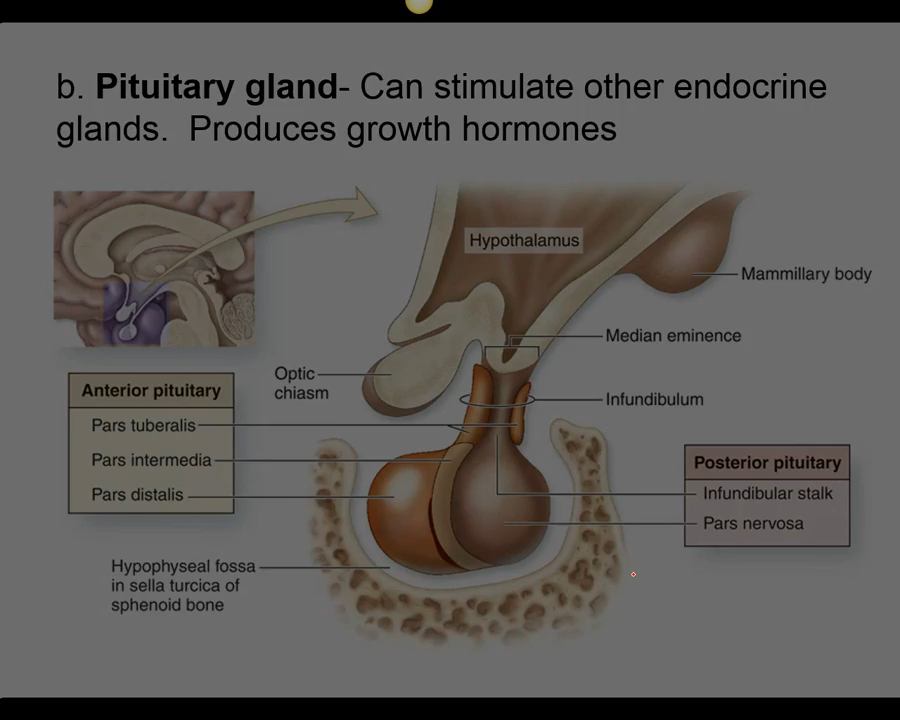 b. Pituitary gland- Can stimulate other endocrine
glands.  Produces growth hormones
Hypothalamus
Mammillary body
Median eminence
Optic
chiasm
Infundibulum
Anterior pituitary
Pars tuberalis
Pars intermedia
Pars distalis
Posterior pituitary
Infundibular stalk
Pars nervosa
Hypophyseal fossa
in sella turcica of
sphenoid bone